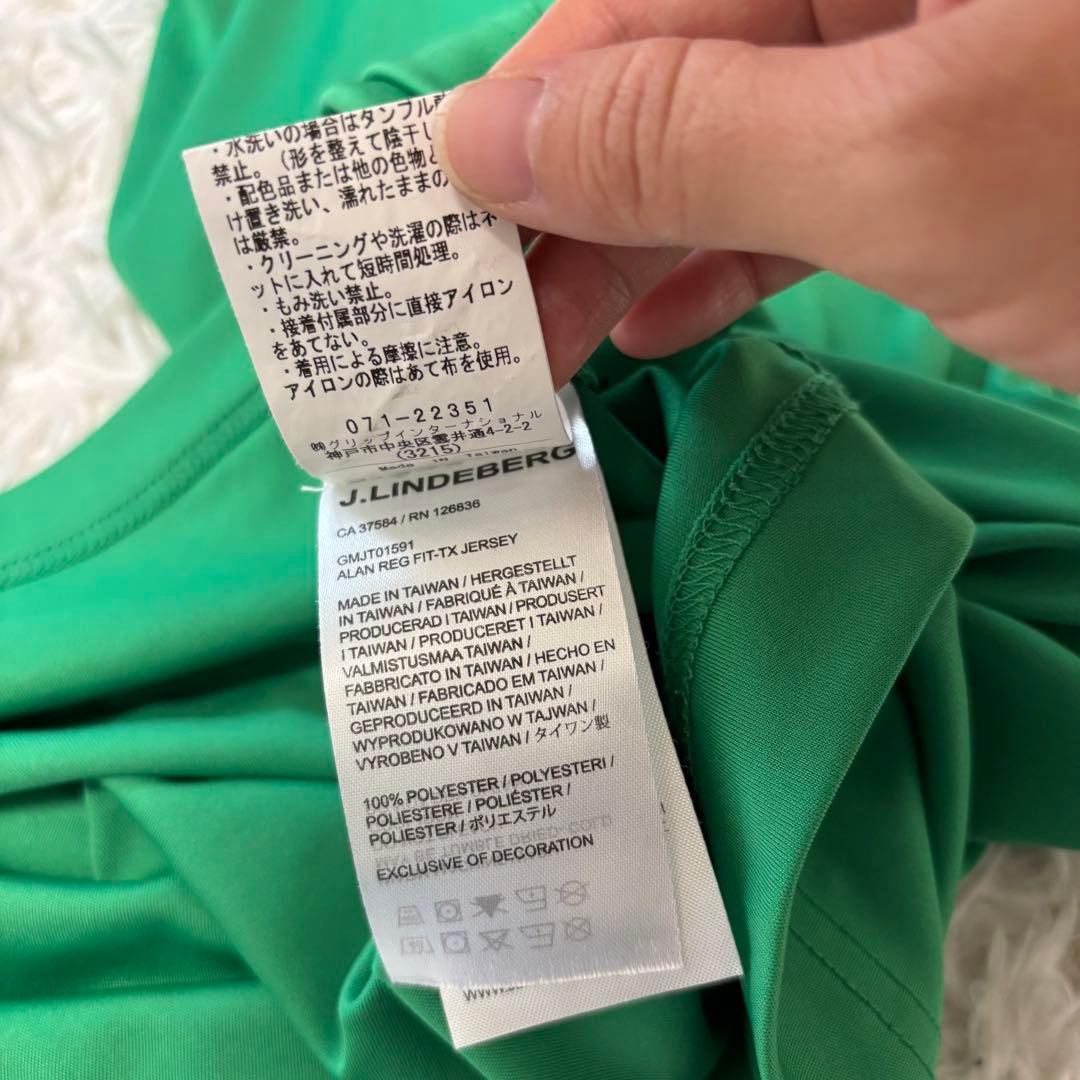 ・水洗いの場合はタンブル
禁止。(形を整えて陰干し
・配色品または他の色物と
け置き洗い、濡れたままの
は厳禁。
・クリーニングや洗濯の際はネ
ットに入れて短時間処理。
・もみ洗い禁止。
・接着付属部分に直接アイロン
をあてない。
・着用による摩擦に注意。
アイロンの際はあて布を使用。
071-22351
㈱グリップインターナショナル
神戸市中央区雲井通4-2-2
(3215)
Made in Taiwan
J.LINDEBERG
CA 37584 / RN 126836
GMJT01591
ALAN REG FIT-TX JERSEY
MADE IN TAIWAN / HERGESTELLT
IN TAIWAN / FABRIQUÉ À TAIWAN /
PRODUCERAD I TAIWAN / PRODUSERT
I TAIWAN / PRODUCERET I TAIWAN /
VALMISTUSMAA TAIWAN /
FABBRICATO IN TAIWAN / HECHO EN
TAIWAN / FABRICADO EM TAIWAN /
GEPRODUCEERD IN TAIWAN /
WYPRODUKOWANO W TAJWAN /
VYROBENO V TAIWAN / タイワン製
100% POLYESTER / POLYESTERI /
POLIESTERE / POLIÉSTER /
POLIESTER / ポリエステル
EXCLUSIVE OF DECORATION